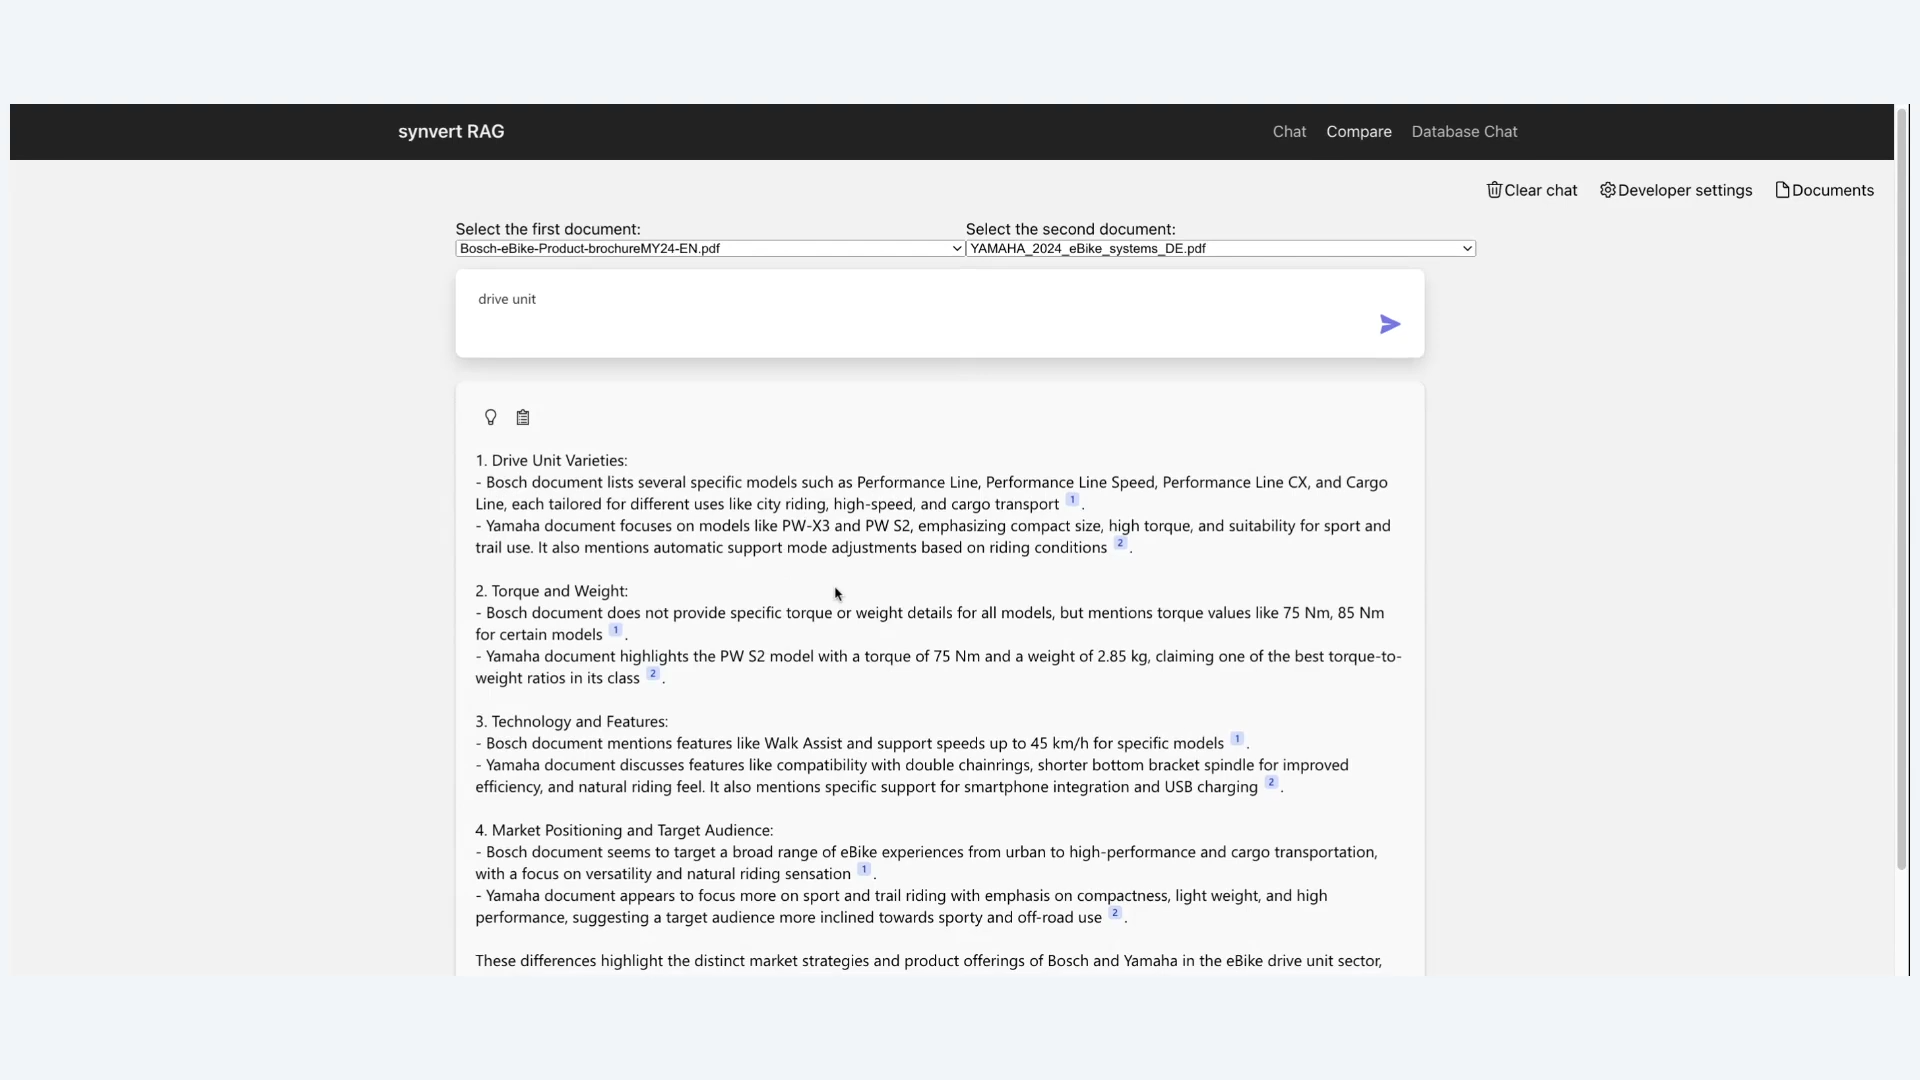 synvert RAG
Chat Compare Database Chat
Clear chat Developer settings Documents
Select the first document: Select the second document:
Bosch-eBike-Product-brochureMY24-EN.pdf YAMAHA_2024_eBike_systems_DE.pdf
drive unit
1. Drive Unit Varieties:
- Bosch document lists several specific models such as Performance Line, Performance Line Speed, Performance Line CX, and Cargo
Line, each tailored for different uses like city riding, high-speed, and cargo transport 1 .
- Yamaha document focuses on models like PW-X3 and PW S2, emphasizing compact size, high torque, and suitability for sport and
trail use. It also mentions automatic support mode adjustments based on riding conditions 2 .
2. Torque and Weight:
- Bosch document does not provide specific torque or weight details for all models, but mentions torque values like 75 Nm, 85 Nm
for certain models 1 .
- Yamaha document highlights the PW S2 model with a torque of 75 Nm and a weight of 2.85 kg, claiming one of the best torque-to-
weight ratios in its class 2 .
3. Technology and Features:
- Bosch document mentions features like Walk Assist and support speeds up to 45 km/h for specific models 1 .
- Yamaha document discusses features like compatibility with double chainrings, shorter bottom bracket spindle for improved
efficiency, and natural riding feel. It also mentions specific support for smartphone integration and USB charging 2 .
4. Market Positioning and Target Audience:
- Bosch document seems to target a broad range of eBike experiences from urban to high-performance and cargo transportation,
with a focus on versatility and natural riding sensation 1 .
- Yamaha document appears to focus more on sport and trail riding with emphasis on compactness, light weight, and high
performance, suggesting a target audience more inclined towards sporty and off-road use 2 .
These differences highlight the distinct market strategies and product offerings of Bosch and Yamaha in the eBike drive unit sector,